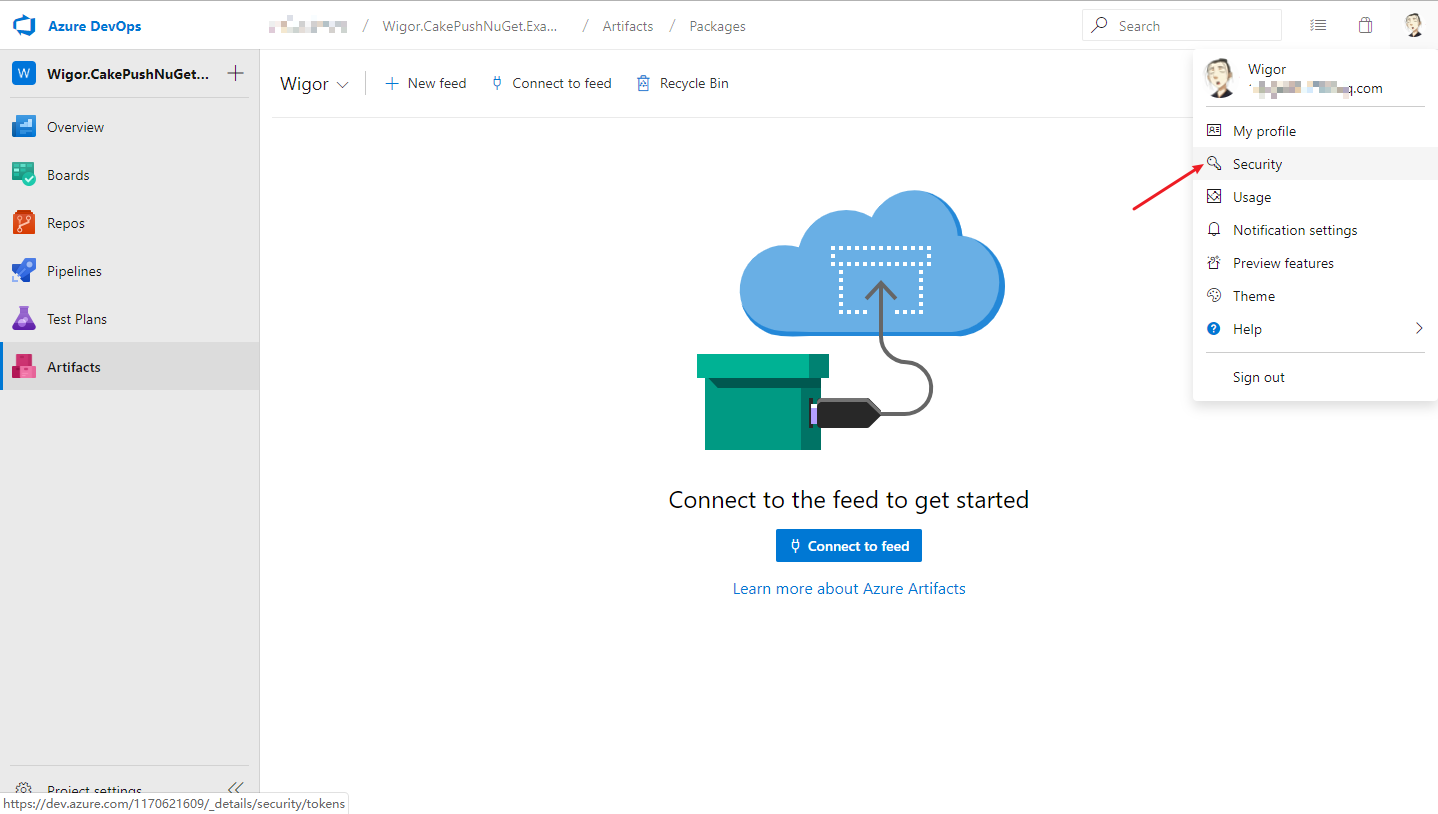 Azure DevOps
/ Wigor.CakePushNuGet.Exa... / Artifacts / Packages
Search
W Wigor.CakePushNuGet...
Overview
Boards
Repos
Pipelines
Test Plans
Artifacts
Project settings
https://dev.azure.com/1170621609/_details/security/tokens
Wigor
New feed
Connect to feed
Recycle Bin
Connect to the feed to get started
Connect to feed
Learn more about Azure Artifacts
Wigor
q.com
My profile
Security
Usage
Notification settings
Preview features
Theme
? Help
Sign out